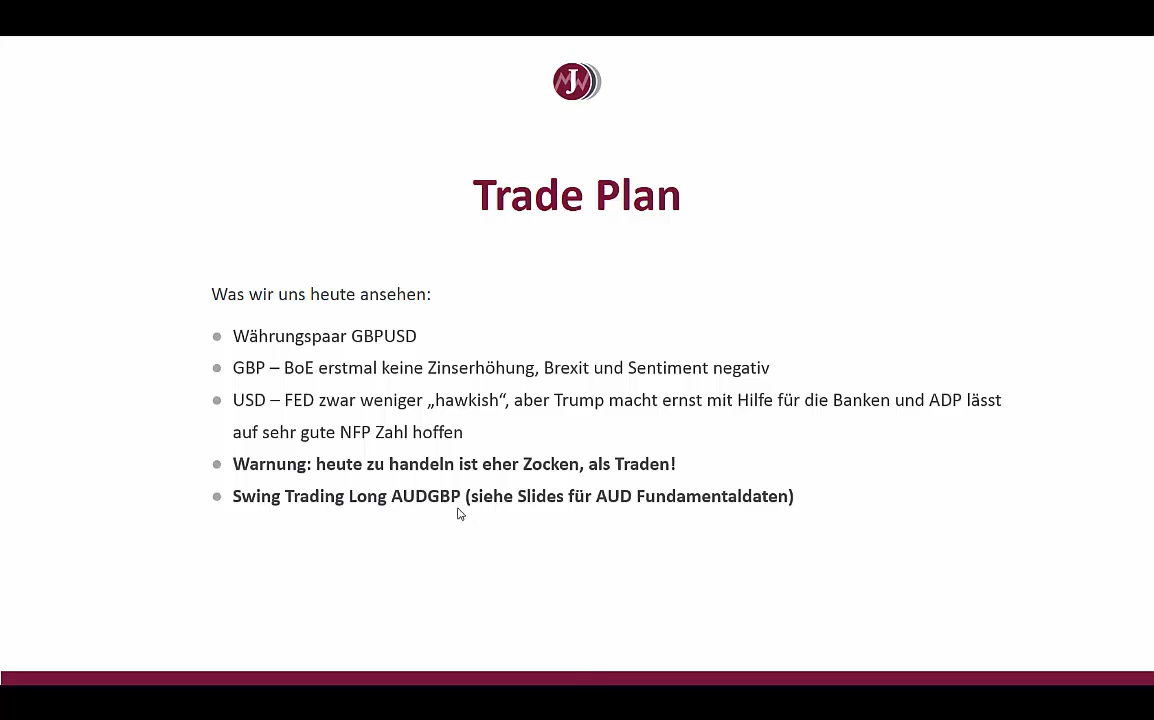 J
Trade Plan
Was wir uns heute ansehen:
Währungspaar GBPUSD
GBP – BoE erstmal keine Zinserhöhung, Brexit und Sentiment negativ
USD – FED zwar weniger „hawkish“, aber Trump macht ernst mit Hilfe für die Banken und ADP lässt
auf sehr gute NFP Zahl hoffen
Warnung: heute zu handeln ist eher Zocken, als Traden!
Swing Trading Long AUDGBP (siehe Slides für AUD Fundamentaldaten)